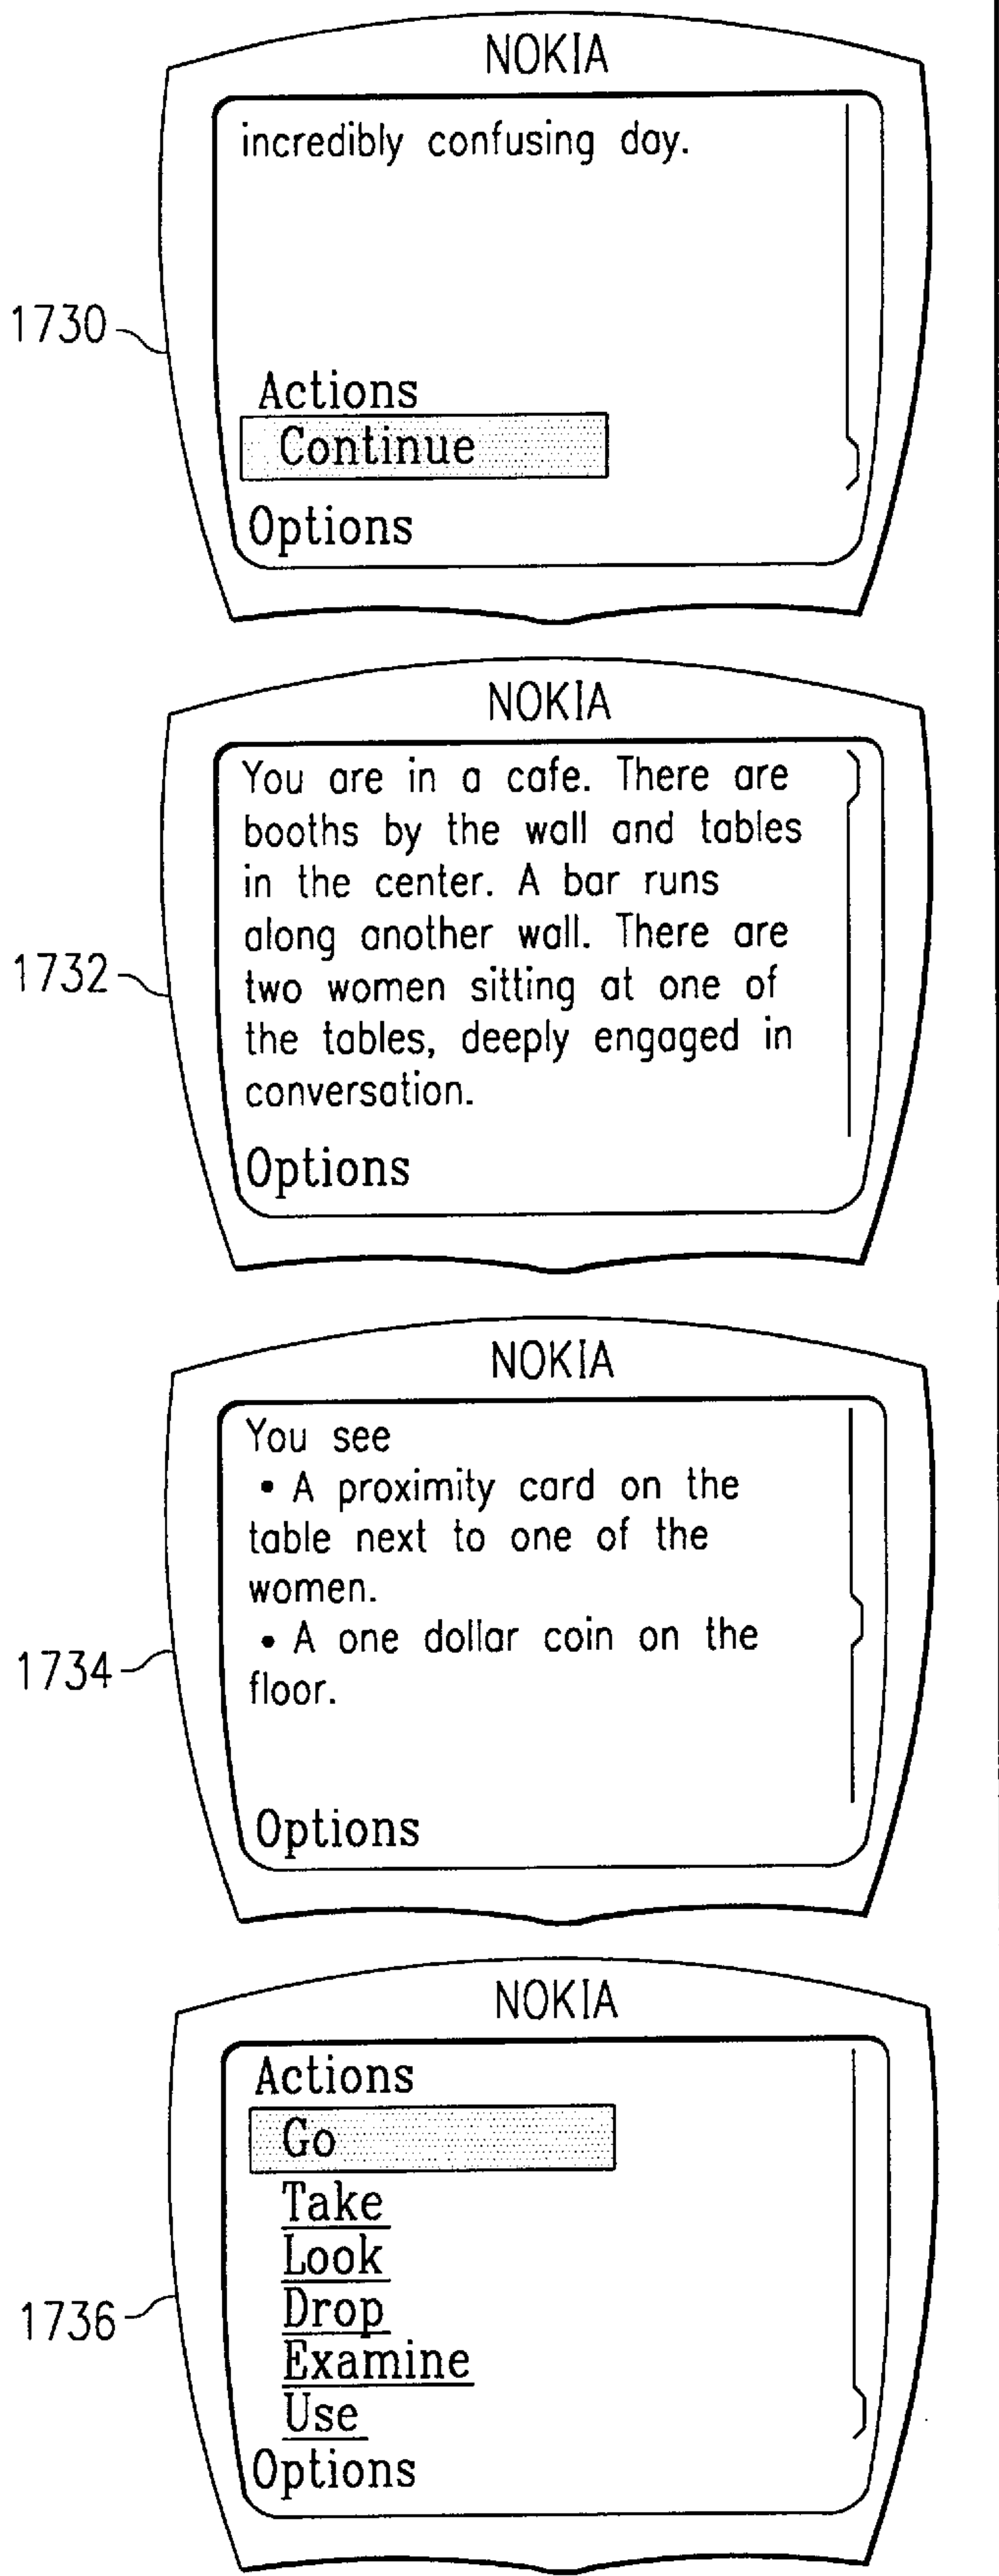 NOKIA
incredibly confusing day.
1730
Actions
Continue
Options
NOKIA
You are in a cafe. There are
booths by the wall and tables
in the center. A bar runs
along another wall. There are
1732
two women sitting at one of
the tables, deeply engaged in
conversation.
Options
NOKIA
You see
• A proximity card on the
table next to one of the
women.
• A one dollar coin on the
1734
floor.
Options
NOKIA
Actions
Go
Take
Look
Drop
1736
Examine
Use
Options